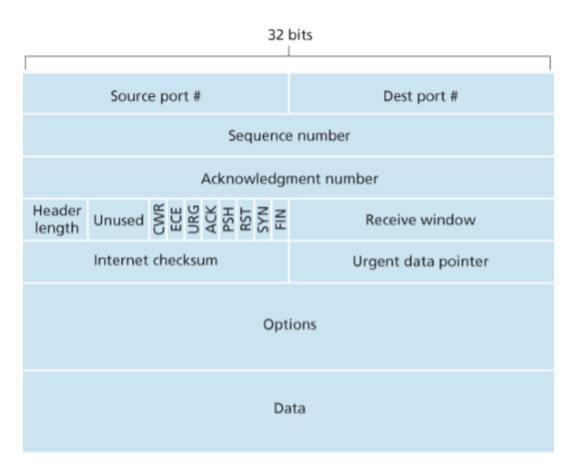 32 bits
Source port # Dest port #
Sequence number
Acknowledgment number
Header length Unused CWR ECE URG ACK PSH RST SYN FIN Receive window
Internet checksum Urgent data pointer
Options
Data